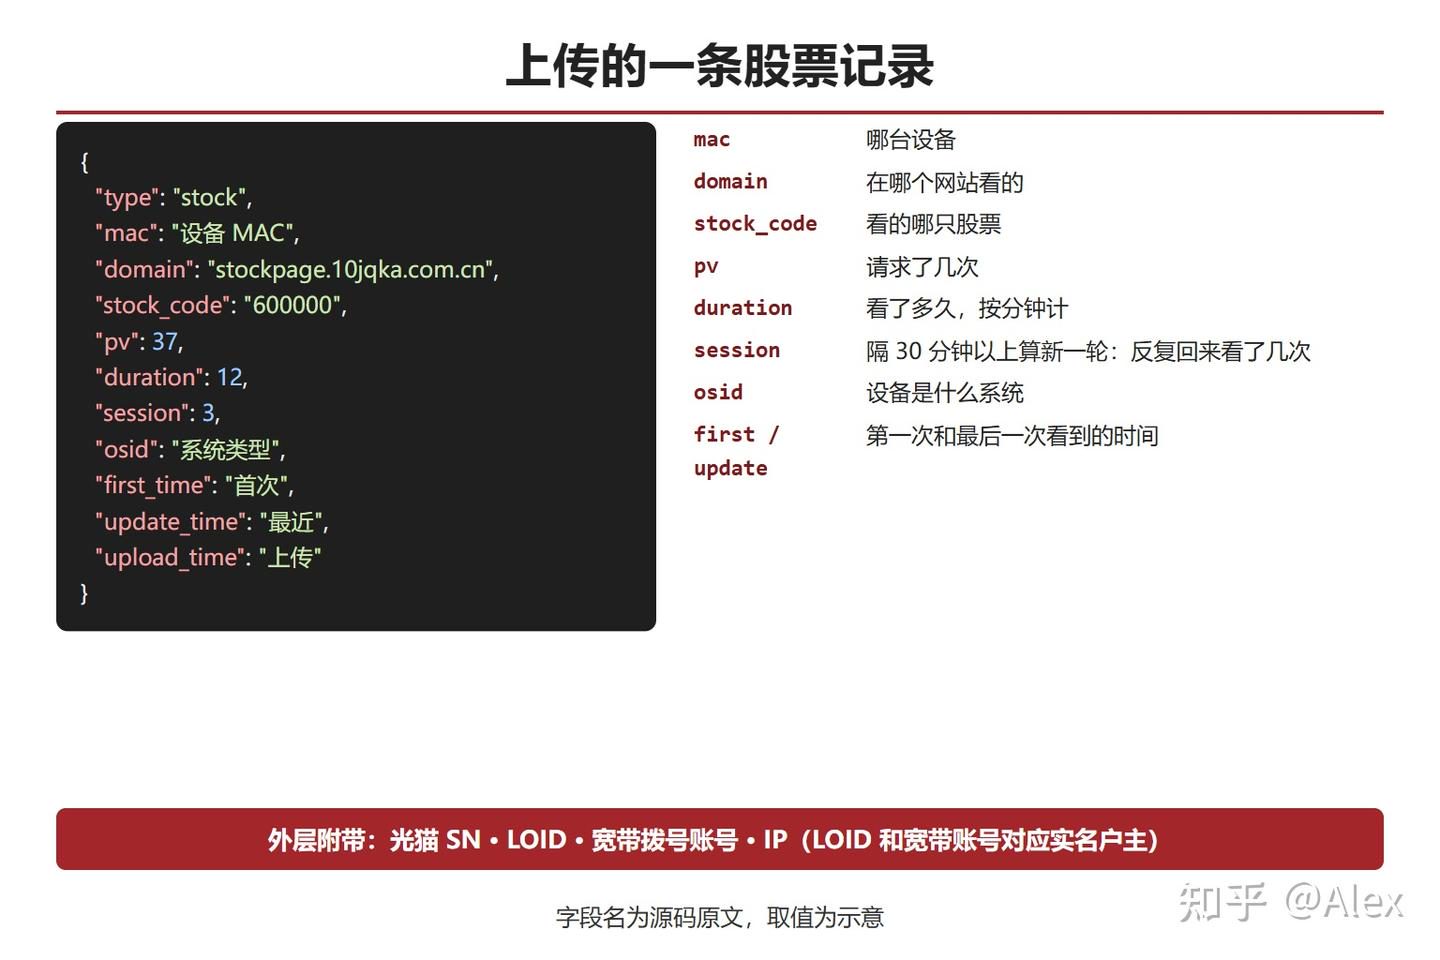 上传的一条股票记录
{
"type": "stock",
"mac": "设备 MAC",
"domain": "stockpage.10jqka.com.cn",
"stock_code": "600000",
"pv": 37,
"duration": 12,
"session": 3,
"osid": "系统类型",
"first_time": "首次",
"update_time": "最近",
"upload_time": "上传"
}
mac 哪台设备
domain 在哪个网站看的
stock_code 看的哪只股票
pv 请求了几次
duration 看了多久，按分钟计
session 隔 30 分钟以上算新一轮：反复回来看了几次
osid 设备是什么系统
first / 第一次和最后一次看到的时间
update
外层附带：光猫 SN • LOID • 宽带拨号账号 • IP（LOID 和宽带账号对应实名户主）
字段名为源码原文，取值为示意
知乎 @Alex